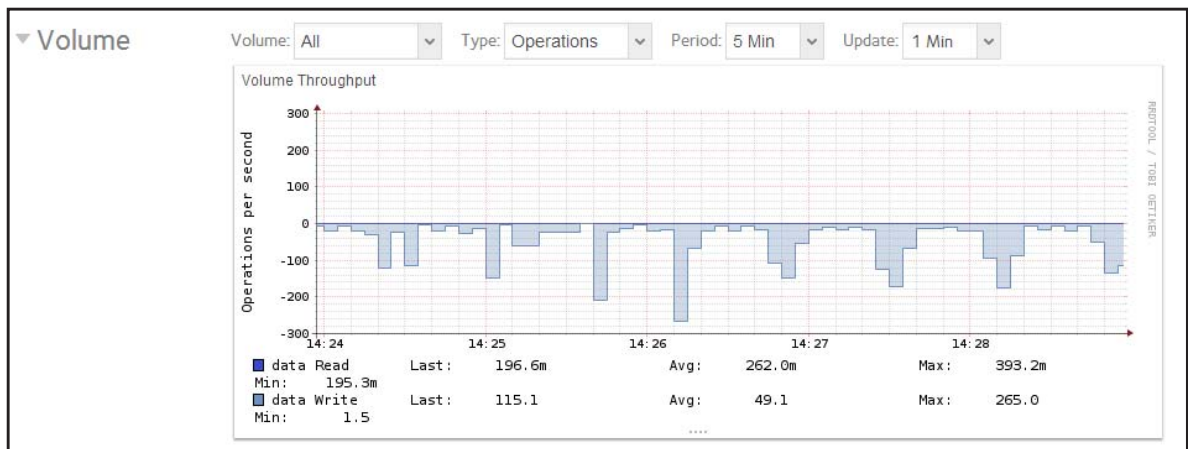 Volume
Volume: All Type: Operations Period: 5 Min Update: 1 Min
Volume Throughput
Operations per second
300
200
100
0
-100
-200
-300
14:24 14:25 14:26 14:27 14:28
data Read Last: 196.6m Avg: 262.0m Max: 393.2m
Min: 195.3m
data Write Last: 115.1 Avg: 49.1 Max: 265.0
Min: 1.5
RRDTOOL / TOBI OETIKER